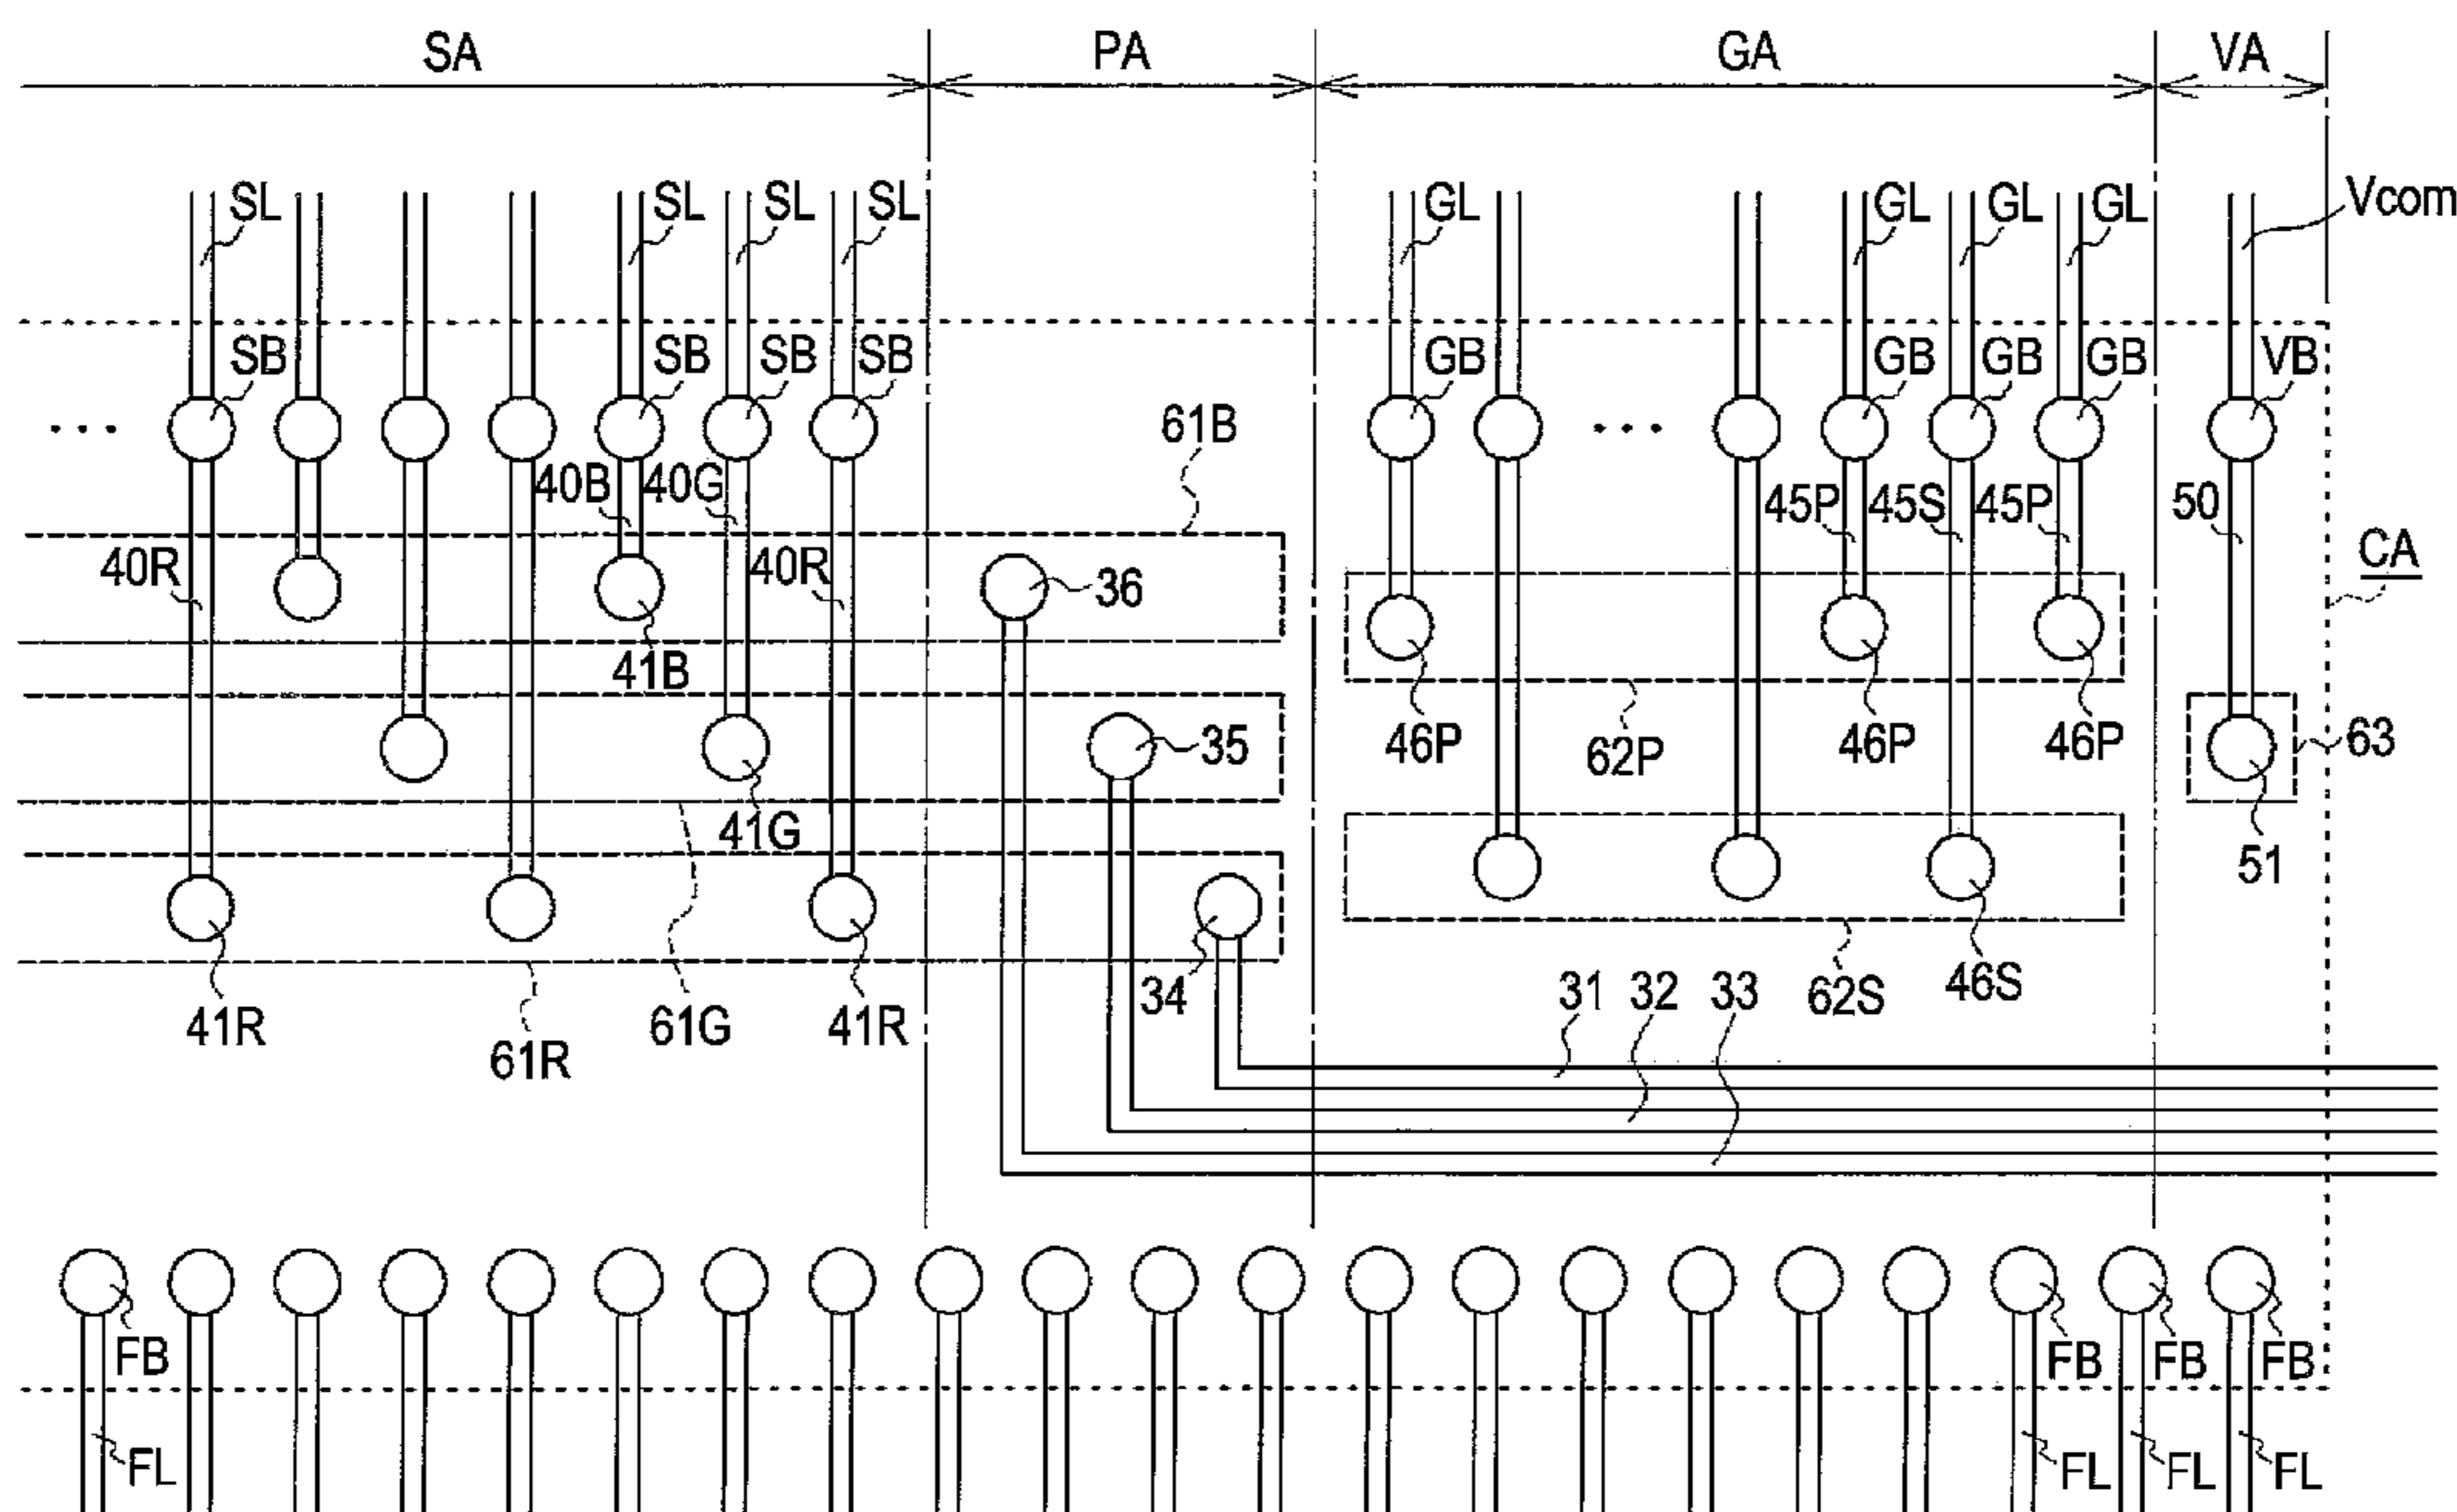 SA PA GA VA
SL SL SL SL GL GL GL GL Vcom
SB SB SB SB GB GB GB GB VB
61B
40B 40G 45P 45S 45P 50
40R 40R 36 CA
41B
35 46P 62P 46P 46P 63
41G 51
34 31 32 33 62S 46S
41R 61R 61G 41R
FB FB FB FB
FL FL FL FL